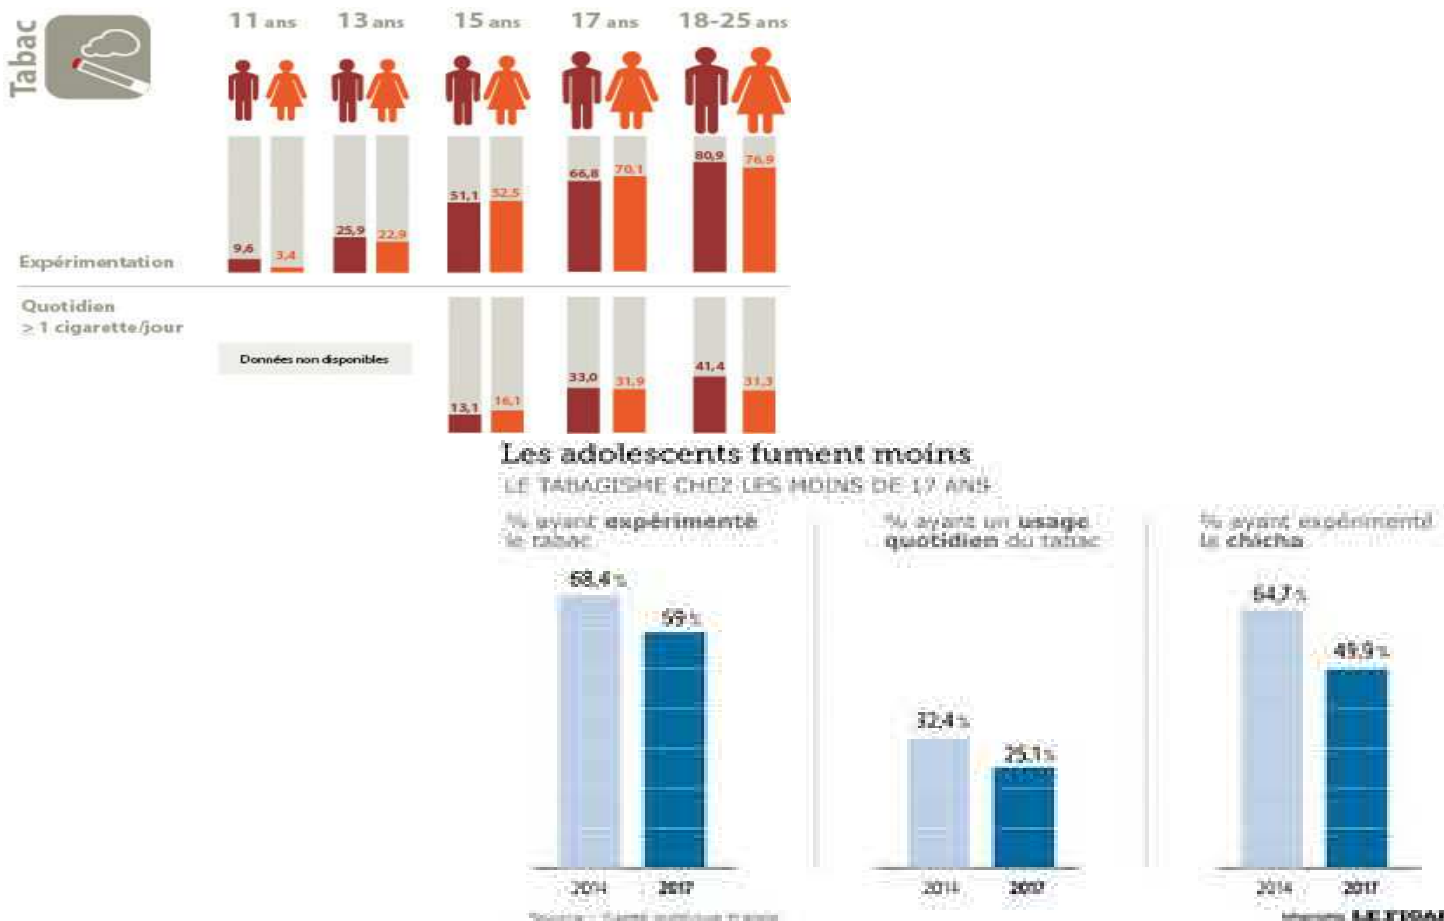 Tabac
11 ans 13 ans 15 ans 17 ans 18-25 ans
80,9 76,9
66,8 70,1
51,1 52,5
25,9 22,9
9,6 3,4
Expérimentation
Quotidien
> 1 cigarette/jour
Données non disponibles
41,4
33,0 31,9 31,3
13,1 16,1
Les adolescents fument moins
LE TABAGISME CHEZ LES MOINS DE 17 ANS
% ayant expérimenté
le tabac
68,4%
59%
2014 2017
% ayant un usage
quotidien du tabac
32,4%
25,1%
2014 2017
% ayant expérimenté
la chicha
64,7%
49,9%
2014 2017
Source : Santé publique France